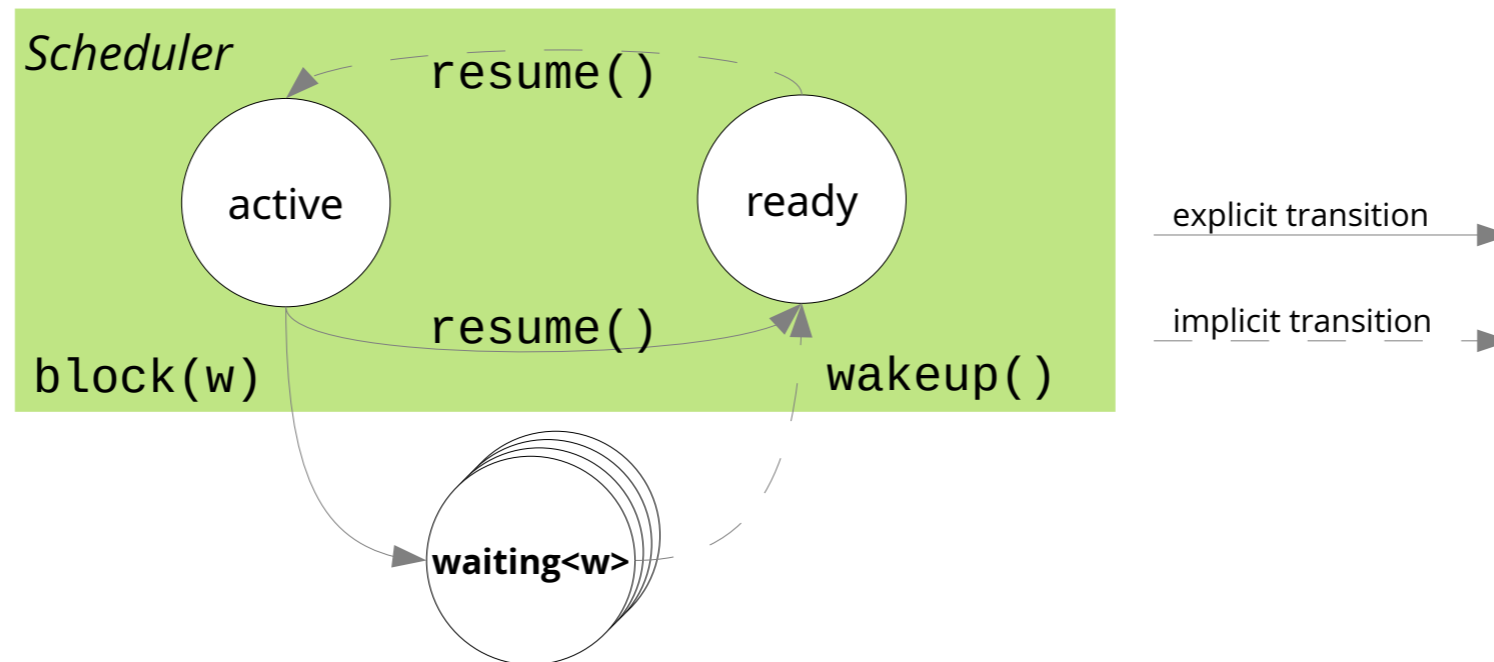 Scheduler
resume()
active
ready
explicit transition
resume()
implicit transition
block(w)
wakeup()
waiting<w>